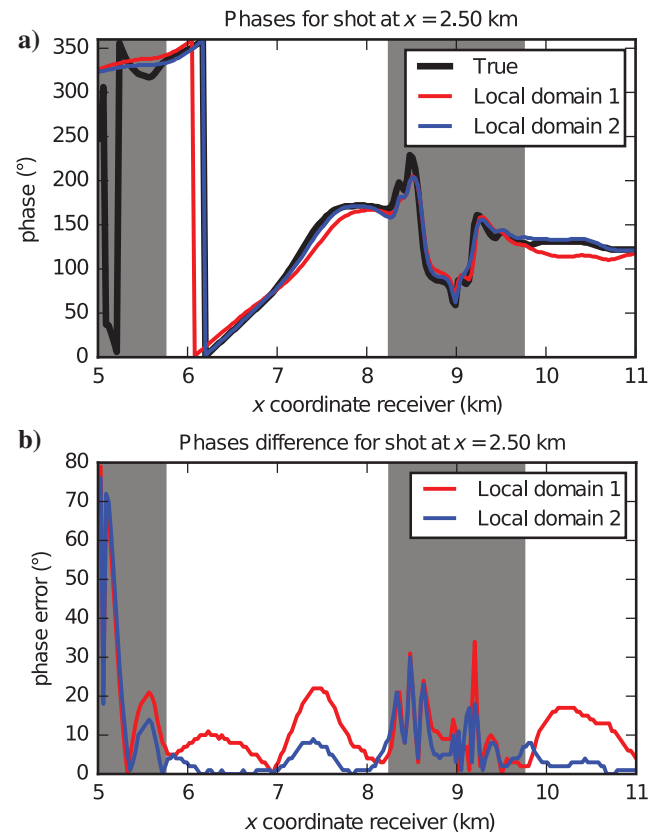 Phases for shot at x = 2.50 km
a)
350
300
250
200
150
100
50
0
phase (°)
True
Local domain 1
Local domain 2
5 6 7 8 9 10 11
x coordinate receiver (km)
b)
Phases difference for shot at x = 2.50 km
80
70
60
50
40
30
20
10
0
phase error (°)
Local domain 1
Local domain 2
5 6 7 8 9 10 11
x coordinate receiver (km)